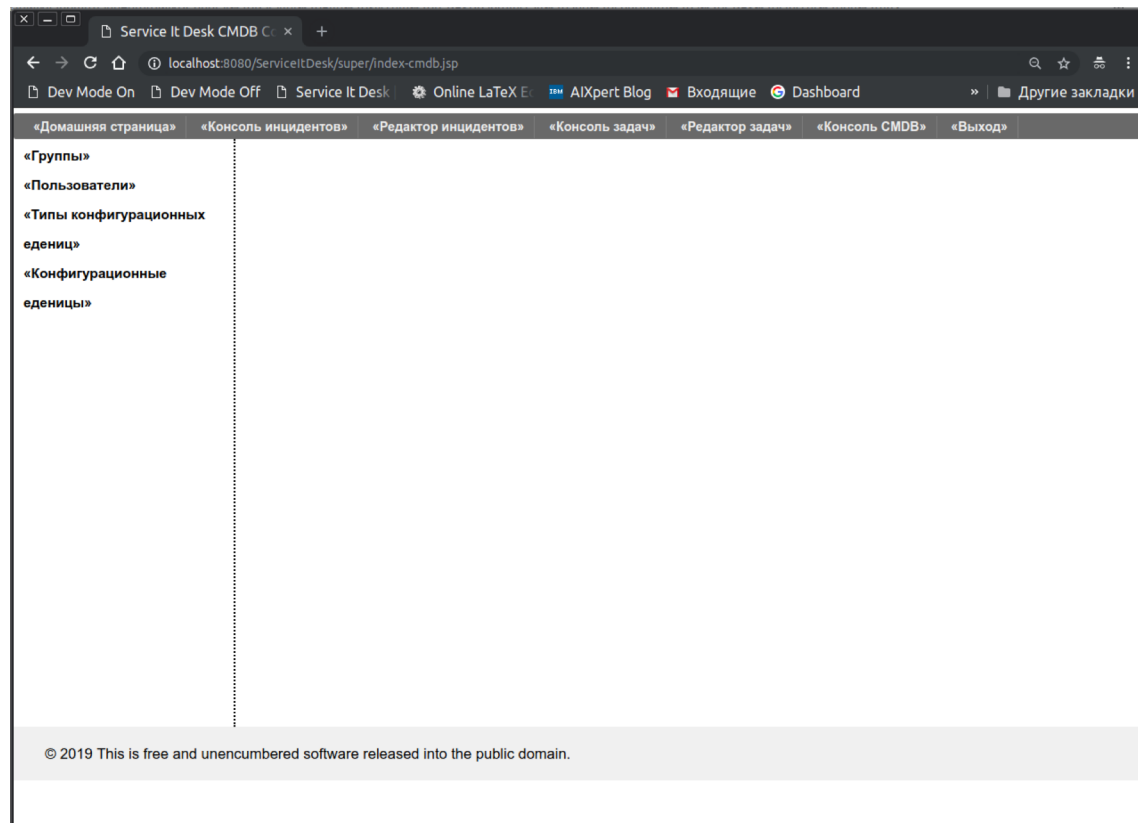 Service It Desk CMDB Co
localhost:8080/ServiceItDesk/super/index-cmdb.jsp
Dev Mode On Dev Mode Off Service It Desk Online LaTeX Ed IBM AIXpert Blog Входящие Dashboard » Другие закладки
«Домашняя страница» «Консоль инцидентов» «Редактор инцидентов» «Консоль задач» «Редактор задач» «Консоль CMDB» «Выход»
«Группы»
«Пользователи»
«Типы конфигурационных
едениц»
«Конфигурационные
еденицы»
© 2019 This is free and unencumbered software released into the public domain.